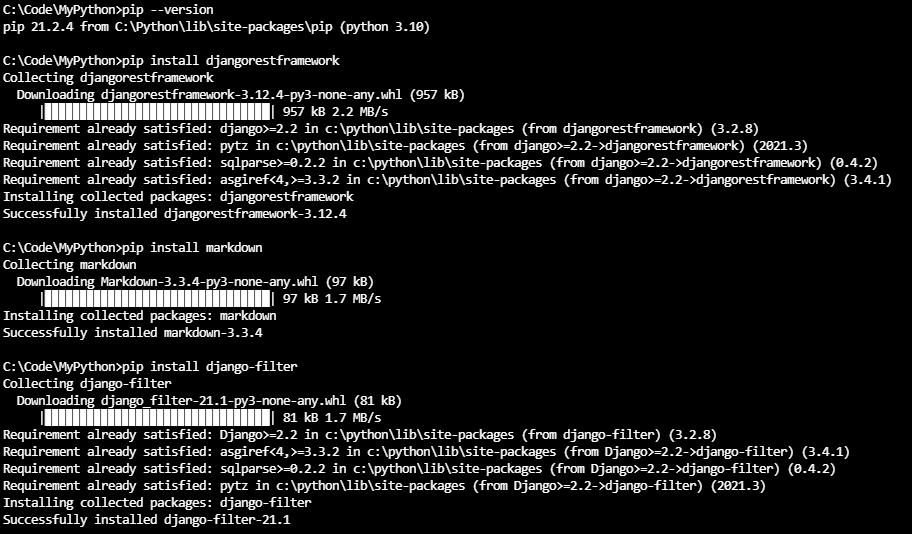 C:\Code\MyPython>pip --version
pip 21.2.4 from C:\Python\lib\site-packages\pip (python 3.10)
C:\Code\MyPython>pip install djangorestframework
Collecting djangorestframework
  Downloading djangorestframework-3.12.4-py3-none-any.whl (957 kB)
     |████████████████████████████████| 957 kB 2.2 MB/s
Requirement already satisfied: django>=2.2 in c:\python\lib\site-packages (from djangorestframework) (3.2.8)
Requirement already satisfied: pytz in c:\python\lib\site-packages (from django>=2.2->djangorestframework) (2021.3)
Requirement already satisfied: sqlparse>=0.2.2 in c:\python\lib\site-packages (from django>=2.2->djangorestframework) (0.4.2)
Requirement already satisfied: asgiref<4,>=3.3.2 in c:\python\lib\site-packages (from django>=2.2->djangorestframework) (3.4.1)
Installing collected packages: djangorestframework
Successfully installed djangorestframework-3.12.4
C:\Code\MyPython>pip install markdown
Collecting markdown
  Downloading Markdown-3.3.4-py3-none-any.whl (97 kB)
     |████████████████████████████████| 97 kB 1.7 MB/s
Installing collected packages: markdown
Successfully installed markdown-3.3.4
C:\Code\MyPython>pip install django-filter
Collecting django-filter
  Downloading django_filter-21.1-py3-none-any.whl (81 kB)
     |████████████████████████████████| 81 kB 1.7 MB/s
Requirement already satisfied: Django>=2.2 in c:\python\lib\site-packages (from django-filter) (3.2.8)
Requirement already satisfied: asgiref<4,>=3.3.2 in c:\python\lib\site-packages (from Django>=2.2->django-filter) (3.4.1)
Requirement already satisfied: sqlparse>=0.2.2 in c:\python\lib\site-packages (from Django>=2.2->django-filter) (0.4.2)
Requirement already satisfied: pytz in c:\python\lib\site-packages (from Django>=2.2->django-filter) (2021.3)
Installing collected packages: django-filter
Successfully installed django-filter-21.1